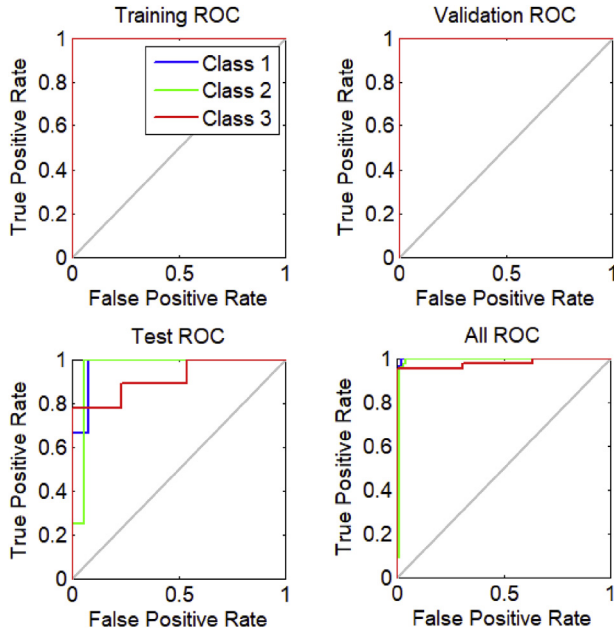 Training ROC
True Positive Rate
1
0.8
0.6
0.4
0.2
0
0
0.5
1
False Positive Rate
Class 1
Class 2
Class 3
Validation ROC
True Positive Rate
1
0.8
0.6
0.4
0.2
0
0
0.5
1
False Positive Rate
Test ROC
True Positive Rate
1
0.8
0.6
0.4
0.2
0
0
0.5
1
False Positive Rate
All ROC
True Positive Rate
1
0.8
0.6
0.4
0.2
0
0
0.5
1
False Positive Rate